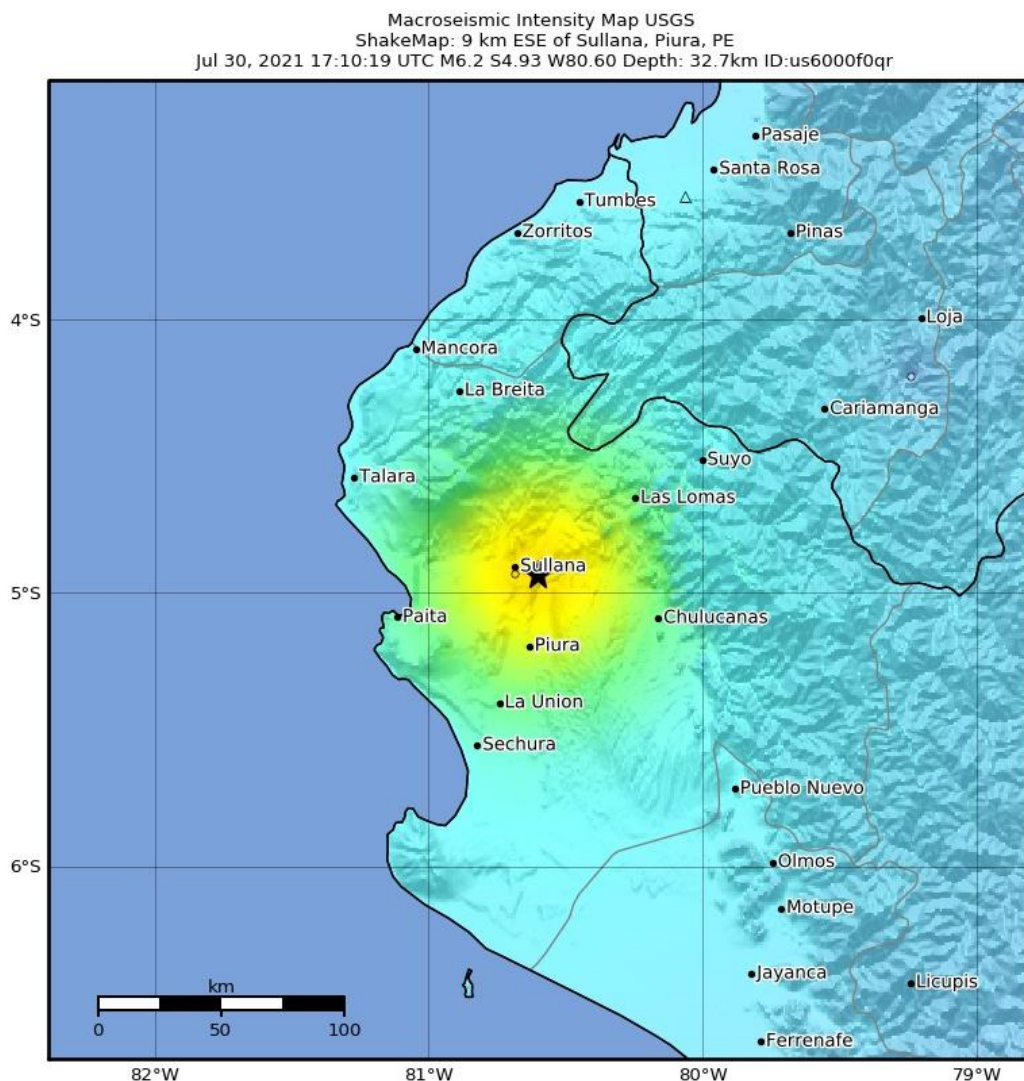 Macroseismic Intensity Map USGS
ShakeMap: 9 km ESE of Sullana, Piura, PE
Jul 30, 2021 17:10:19 UTC M6.2 S4.93 W80.60 Depth: 32.7km ID:us6000f0qr
Pasaje
Santa Rosa
Tumbes
Zorritos
Pinas
4°S
Loja
Mancora
La Breita
Cariamanga
Suyo
Talara
Las Lomas
Sullana
5°S
Paita
Chulucanas
Piura
La Union
Sechura
Pueblo Nuevo
6°S
Olmos
Motupe
Jayanca
Licupis
km
0 50 100
Ferrenafe
82°W 81°W 80°W 79°W